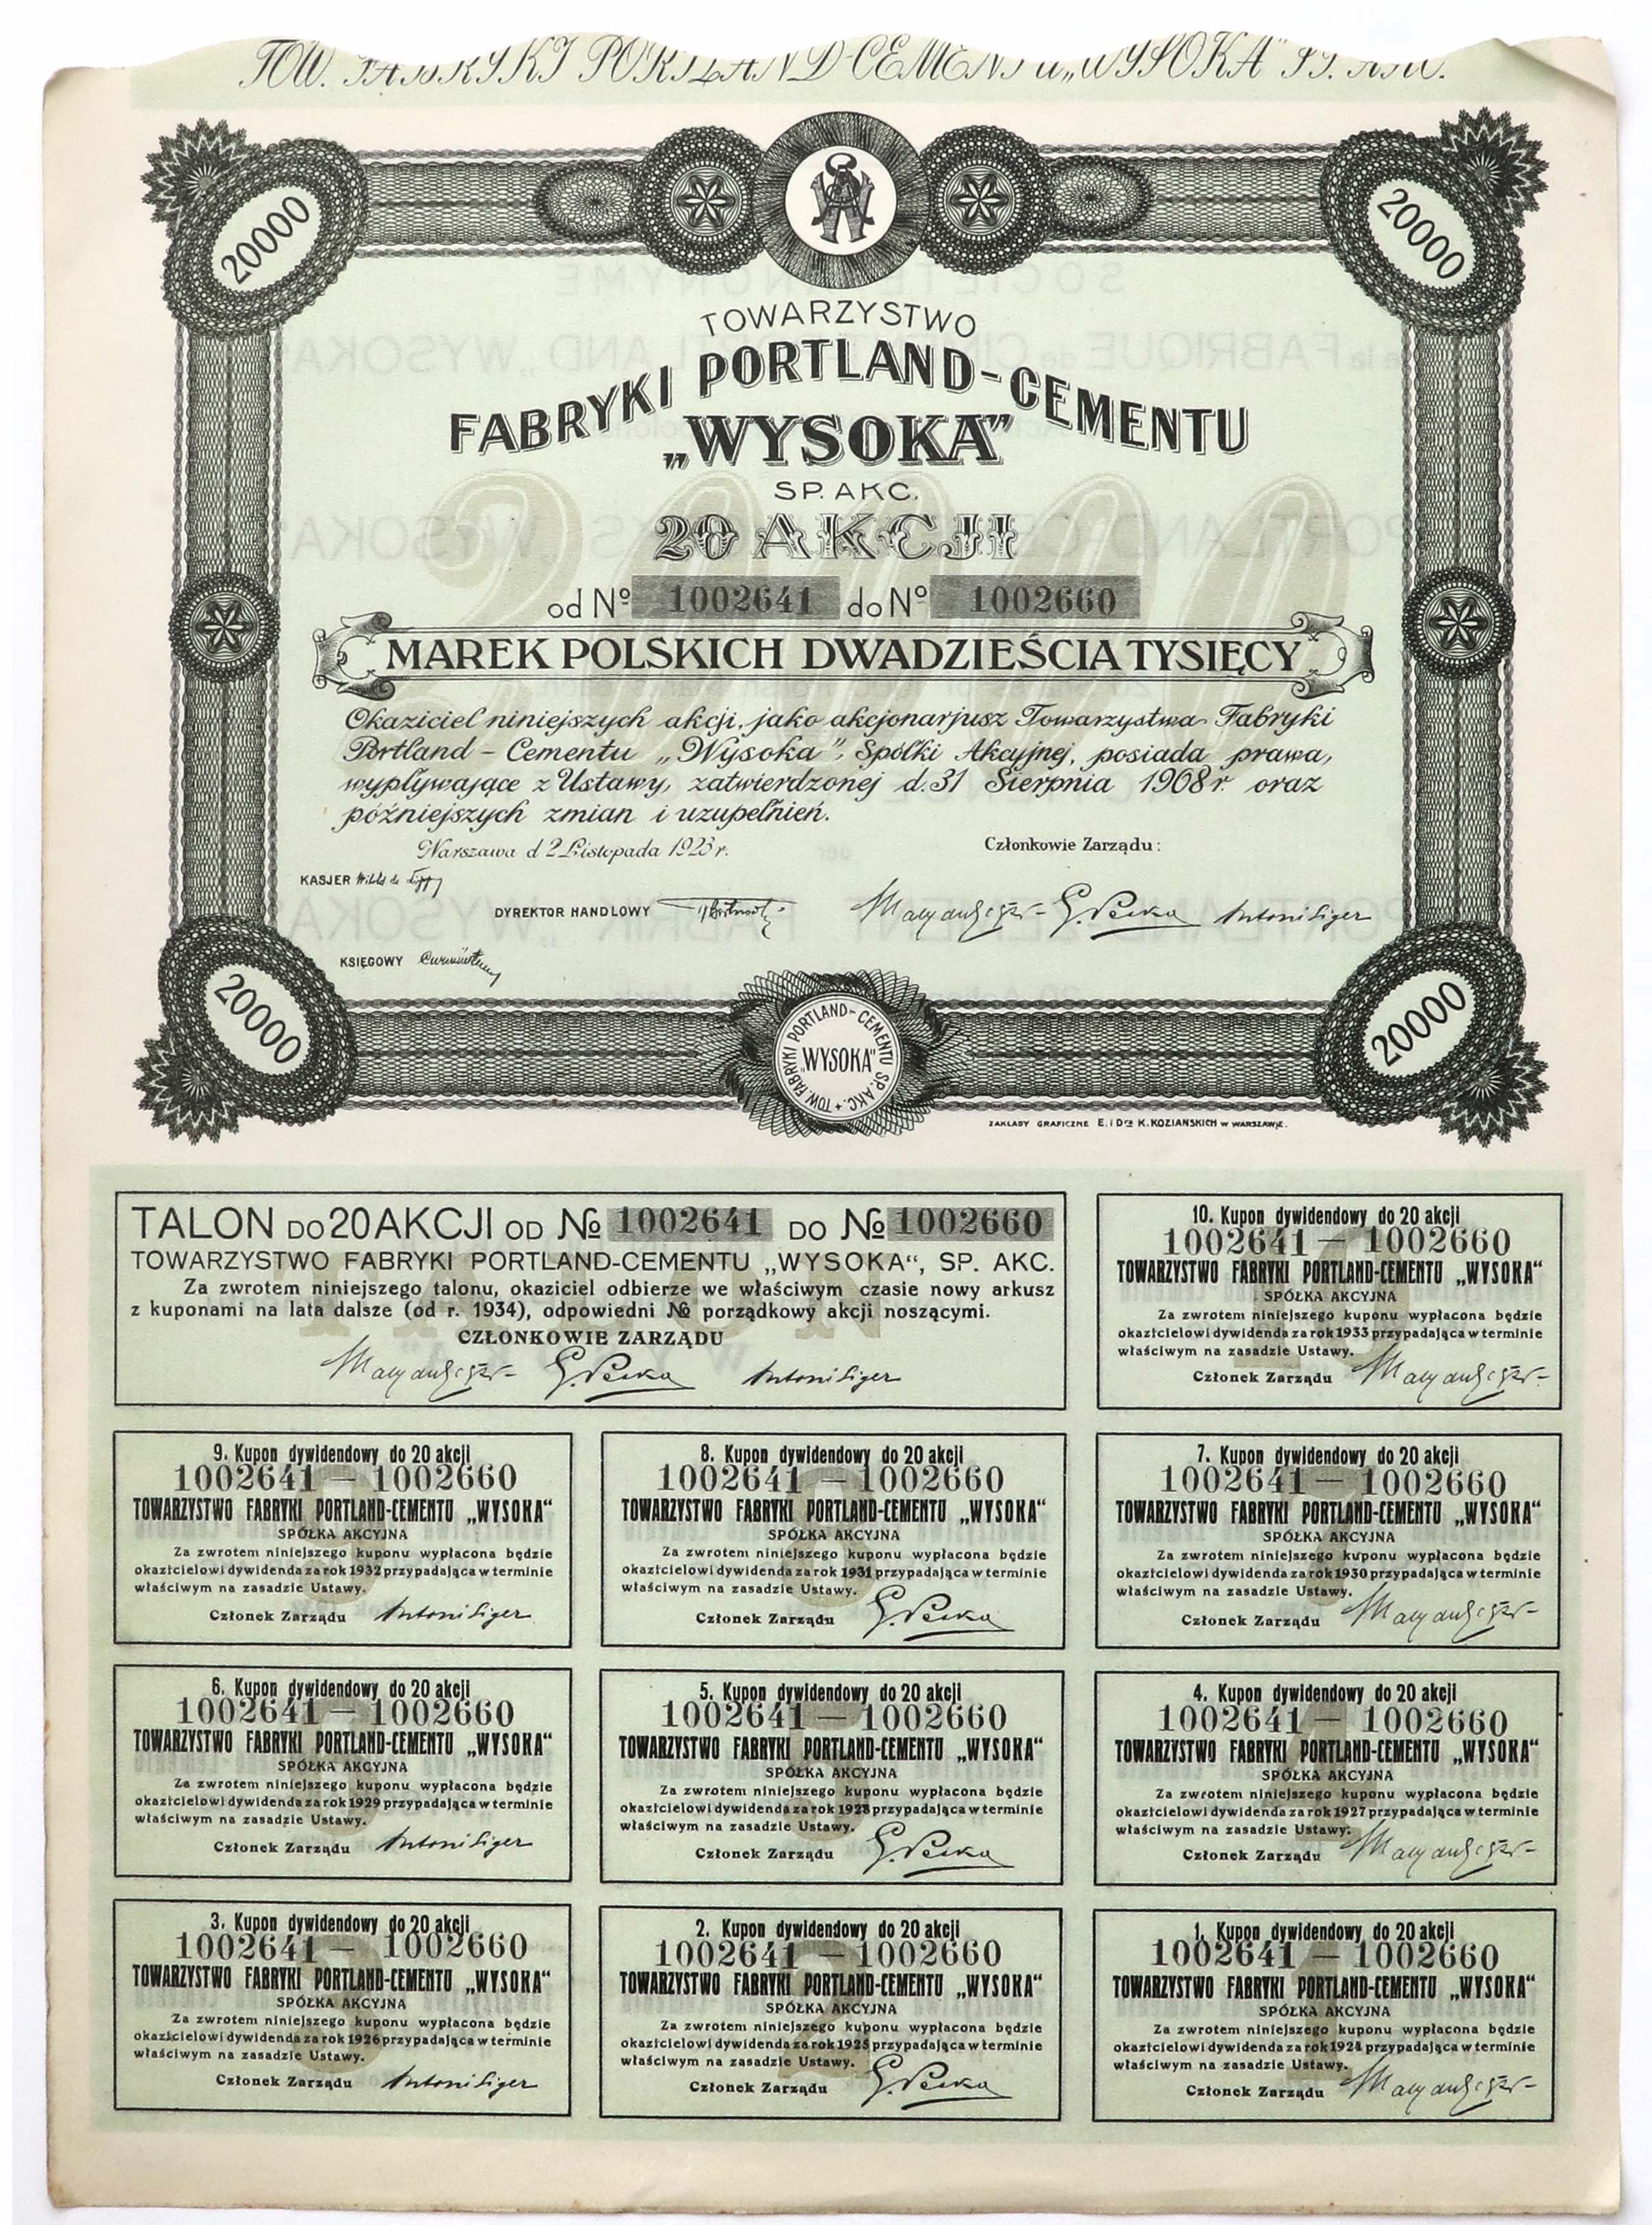 TOW. FABRYKI PORTLAND-CEMENTU „WYSOKA" SP. AKC.
20000
20000
TOWARZYSTWO
FABRYKI PORTLAND-CEMENTU
„WYSOKA”
SP. AKC.
20 AKCJI
od Nº 1002641 do Nº 1002660
MAREK POLSKICH DWADZIEŚCIA TYSIĘCY
Okaziciel niniejszych akcji, jako akcjonarjusz Towarzystwa Fabryki
Portland - Cementu „Wysoka”, Spółki Akcyjnej, posiada prawa,
wypływające z Ustawy, zatwierdzonej d. 31 Sierpnia 1908 r. oraz
późniejszych zmian i uzupełnień.
Warszawa d 2 Listopada 1923 r.
Członkowie Zarządu:
KASJER
DYREKTOR HANDLOWY
Antoni Eiger
KSIĘGOWY
20000
20000
TOW. FABRYKI PORTLAND-CEMENTU SP. AKC. +
„WYSOKA”
ZAKŁADY GRAFICZNE E. i Dra K. KOZIAŃSKICH w WARSZAWIE.
TALON DO 20 AKCJI OD № 1002641 DO № 1002660
TOWARZYSTWO FABRYKI PORTLAND-CEMENTU „WYSOKA“, SP. AKC.
Za zwrotem niniejszego talonu, okaziciel odbierze we właściwym czasie nowy arkusz
z kuponami na lata dalsze (od r. 1934), odpowiedni № porządkowy akcji noszącymi.
CZŁONKOWIE ZARZĄDU
Antoni Eiger
10. Kupon dywidendowy do 20 akcji
1002641 — 1002660
TOWARZYSTWO FABRYKI PORTLAND-CEMENTU „WYSOKA“
SPÓŁKA AKCYJNA
Za zwrotem niniejszego kuponu wypłacona będzie
okazicielowi dywidenda za rok 1933 przypadająca w terminie
właściwym na zasadzie Ustawy.
Członek Zarządu
9. Kupon dywidendowy do 20 akcji
1002641 — 1002660
TOWARZYSTWO FABRYKI PORTLAND-CEMENTU „WYSOKA“
SPÓŁKA AKCYJNA
Za zwrotem niniejszego kuponu wypłacona będzie
okazicielowi dywidenda za rok 1932 przypadająca w terminie
właściwym na zasadzie Ustawy.
Członek Zarządu Antoni Eiger
8. Kupon dywidendowy do 20 akcji
1002641 — 1002660
TOWARZYSTWO FABRYKI PORTLAND-CEMENTU „WYSOKA“
SPÓŁKA AKCYJNA
Za zwrotem niniejszego kuponu wypłacona będzie
okazicielowi dywidenda za rok 1931 przypadająca w terminie
właściwym na zasadzie Ustawy.
Członek Zarządu
7. Kupon dywidendowy do 20 akcji
1002641 — 1002660
TOWARZYSTWO FABRYKI PORTLAND-CEMENTU „WYSOKA“
SPÓŁKA AKCYJNA
Za zwrotem niniejszego kuponu wypłacona będzie
okazicielowi dywidenda za rok 1930 przypadająca w terminie
właściwym na zasadzie Ustawy.
Członek Zarządu
6. Kupon dywidendowy do 20 akcji
1002641 — 1002660
TOWARZYSTWO FABRYKI PORTLAND-CEMENTU „WYSOKA“
SPÓŁKA AKCYJNA
Za zwrotem niniejszego kuponu wypłacona będzie
okazicielowi dywidenda za rok 1929 przypadająca w terminie
właściwym na zasadzie Ustawy.
Członek Zarządu Antoni Eiger
5. Kupon dywidendowy do 20 akcji
1002641 — 1002660
TOWARZYSTWO FABRYKI PORTLAND-CEMENTU „WYSOKA“
SPÓŁKA AKCYJNA
Za zwrotem niniejszego kuponu wypłacona będzie
okazicielowi dywidenda za rok 1928 przypadająca w terminie
właściwym na zasadzie Ustawy.
Członek Zarządu
4. Kupon dywidendowy do 20 akcji
1002641 — 1002660
TOWARZYSTWO FABRYKI PORTLAND-CEMENTU „WYSOKA“
SPÓŁKA AKCYJNA
Za zwrotem niniejszego kuponu wypłacona będzie
okazicielowi dywidenda za rok 1927 przypadająca w terminie
właściwym na zasadzie Ustawy.
Członek Zarządu
3. Kupon dywidendowy do 20 akcji
1002641 — 1002660
TOWARZYSTWO FABRYKI PORTLAND-CEMENTU „WYSOKA“
SPÓŁKA AKCYJNA
Za zwrotem niniejszego kuponu wypłacona będzie
okazicielowi dywidenda za rok 1926 przypadająca w terminie
właściwym na zasadzie Ustawy.
Członek Zarządu Antoni Eiger
2. Kupon dywidendowy do 20 akcji
1002641 — 1002660
TOWARZYSTWO FABRYKI PORTLAND-CEMENTU „WYSOKA“
SPÓŁKA AKCYJNA
Za zwrotem niniejszego kuponu wypłacona będzie
okazicielowi dywidenda za rok 1925 przypadająca w terminie
właściwym na zasadzie Ustawy.
Członek Zarządu
1. Kupon dywidendowy do 20 akcji
1002641 — 1002660
TOWARZYSTWO FABRYKI PORTLAND-CEMENTU „WYSOKA“
SPÓŁKA AKCYJNA
Za zwrotem niniejszego kuponu wypłacona będzie
okazicielowi dywidenda za rok 1924 przypadająca w terminie
właściwym na zasadzie Ustawy.
Członek Zarządu